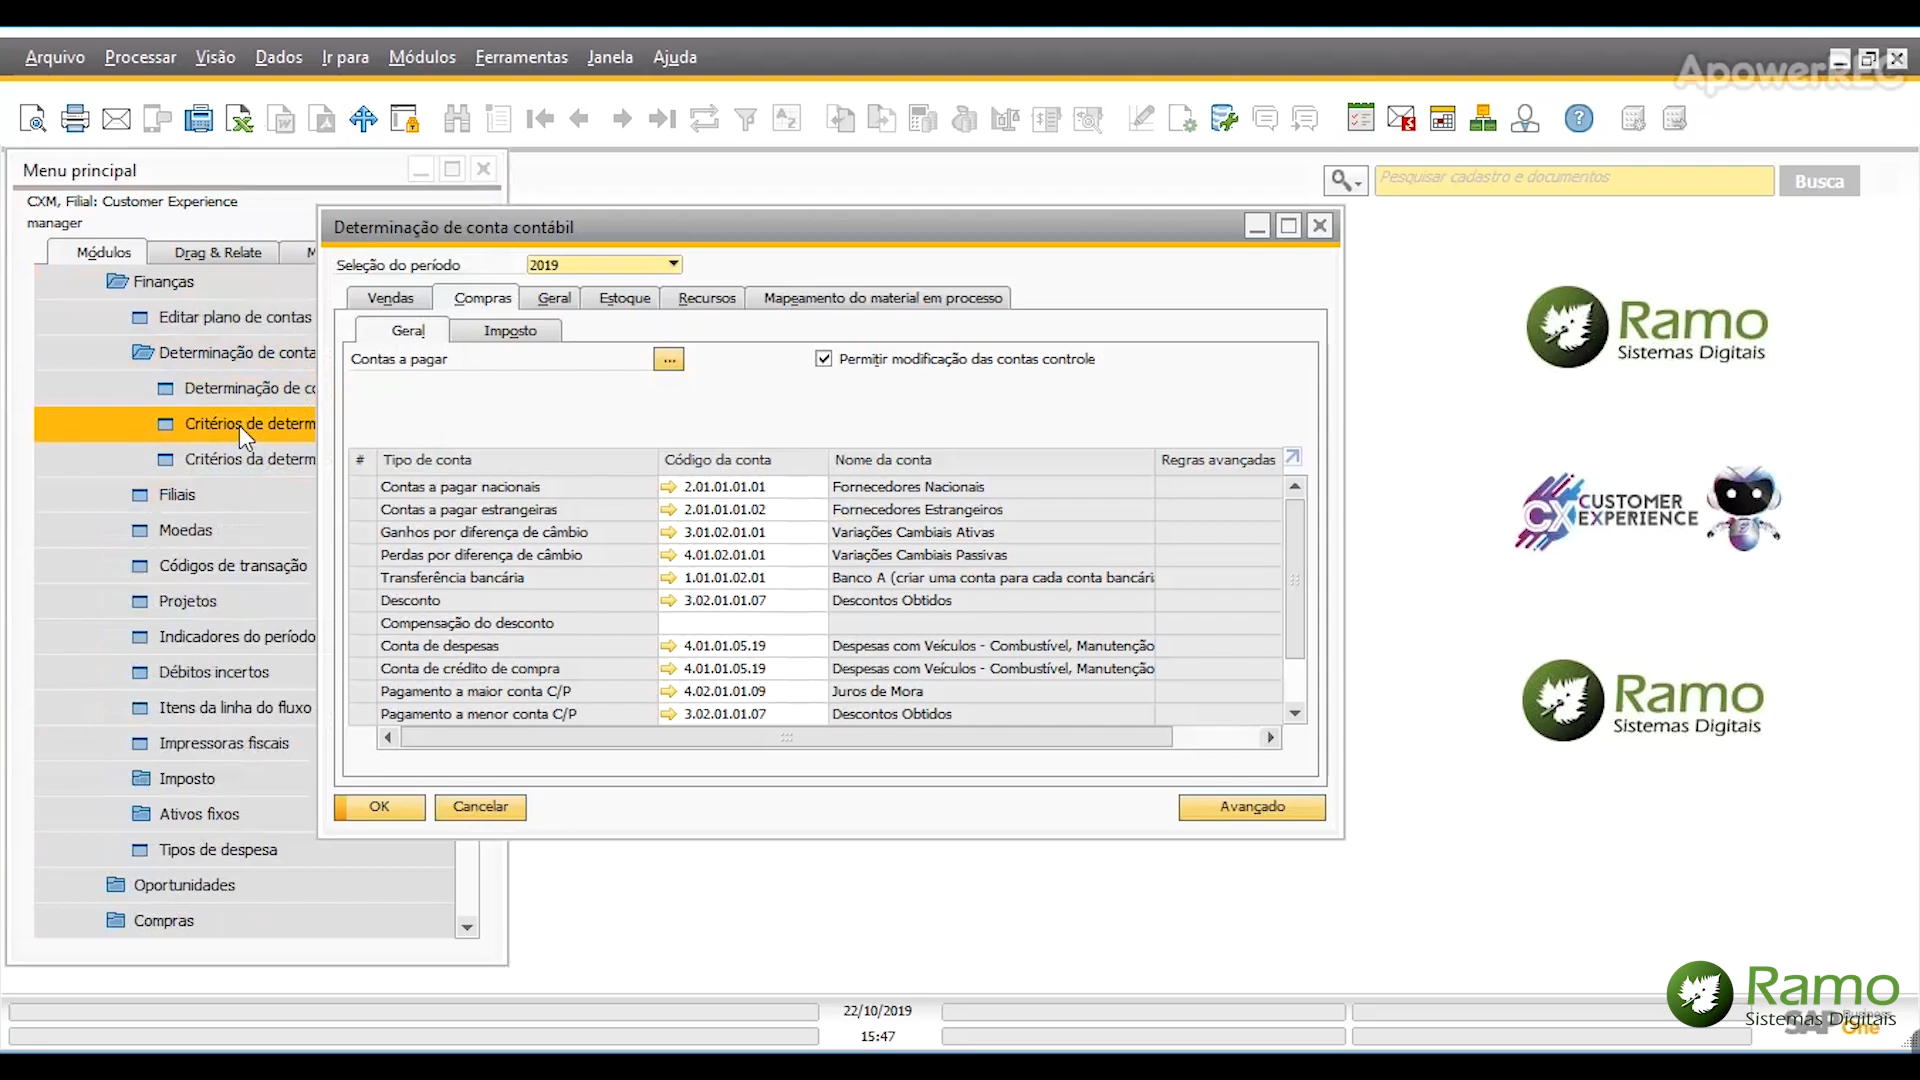 Arquivo Processar Visão Dados Ir para Módulos Ferramentas Janela Ajuda
ApowerREC
Menu principal
CXM, Filial: Customer Experience
manager
Módulos Drag & Relate M
Finanças
Editar plano de contas
Determinação de conta
Determinação de co
Critérios de determ
Critérios da determ
Filiais
Moedas
Códigos de transação
Projetos
Indicadores do período
Débitos incertos
Itens da linha do fluxo
Impressoras fiscais
Imposto
Ativos fixos
Tipos de despesa
Oportunidades
Compras
Pesquisar cadastro e documentos
Busca
Determinação de conta contábil
Seleção do período 2019
Vendas Compras Geral Estoque Recursos Mapeamento do material em processo
Geral Imposto
Contas a pagar ... Permitir modificação das contas controle
# Tipo de conta Código da conta Nome da conta Regras avançadas
Contas a pagar nacionais 2.01.01.01.01 Fornecedores Nacionais
Contas a pagar estrangeiras 2.01.01.01.02 Fornecedores Estrangeiros
Ganhos por diferença de câmbio 3.01.02.01.01 Variações Cambiais Ativas
Perdas por diferença de câmbio 4.01.02.01.01 Variações Cambiais Passivas
Transferência bancária 1.01.01.02.01 Banco A (criar uma conta para cada conta bancári
Desconto 3.02.01.01.07 Descontos Obtidos
Compensação do desconto
Conta de despesas 4.01.01.05.19 Despesas com Veículos - Combustível, Manutenção
Conta de crédito de compra 4.01.01.05.19 Despesas com Veículos - Combustível, Manutenção
Pagamento a maior conta C/P 4.02.01.01.09 Juros de Mora
Pagamento a menor conta C/P 3.02.01.01.07 Descontos Obtidos
OK Cancelar Avançado
Ramo
Sistemas Digitais
CX CUSTOMER
EXPERIENCE
Ramo
Sistemas Digitais
Ramo
Sistemas Digitais
SAP Business
One
22/10/2019
15:47